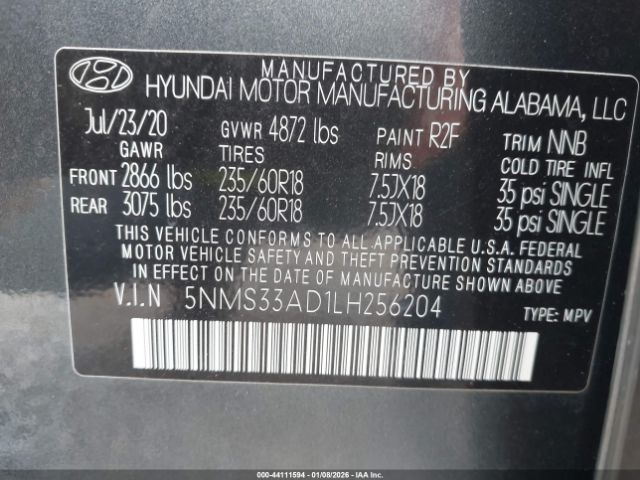 MANUFACTURED BY
HYUNDAI MOTOR MANUFACTURING ALABAMA, LLC
Jul/23/20 GVWR 4872 lbs PAINT R2F TRIM NNB
GAWR TIRES RIMS COLD TIRE INFL
FRONT 2866 lbs 235/60R18 7.5JX18 35 psi SINGLE
REAR 3075 lbs 235/60R18 7.5JX18 35 psi SINGLE
THIS VEHICLE CONFORMS TO ALL APPLICABLE U.S.A. FEDERAL
MOTOR VEHICLE SAFETY AND THEFT PREVENTION STANDARDS
IN EFFECT ON THE DATE OF MANUFACTURE SHOWN ABOVE.
V.I.N 5NMS33AD1LH256204 TYPE: MPV
000-44111594 | 01/08/2026 | IAAI.CA